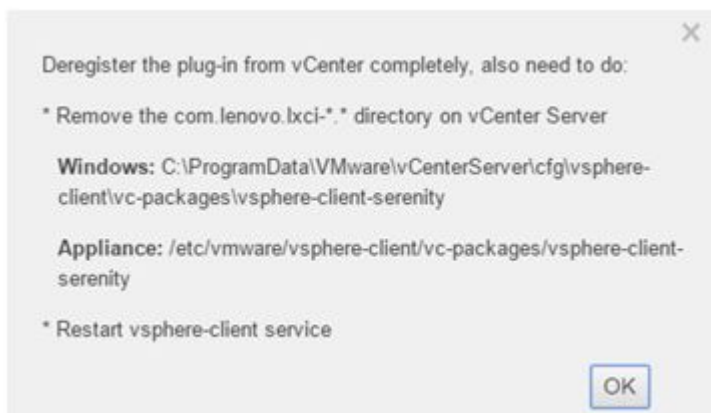 Deregister the plug-in from vCenter completely, also need to do:
* Remove the com.lenovo.lxci-*.* directory on vCenter Server
Windows: C:\ProgramData\VMware\vCenterServer\cfg\vsphere-
client\vc-packages\vsphere-client-serenity
Appliance: /etc/vmware/vsphere-client/vc-packages/vsphere-client-
serenity
* Restart vsphere-client service
OK